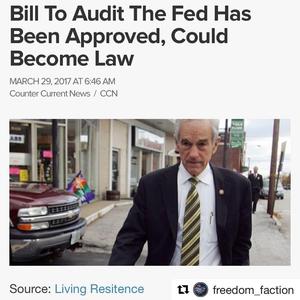 Bill To Audit The Fed Has
Been Approved, Could
Become Law
MARCH 29, 2017 AT 6:46 AM
Counter Current News / CCN
Source: Living Resitence
freedom_faction